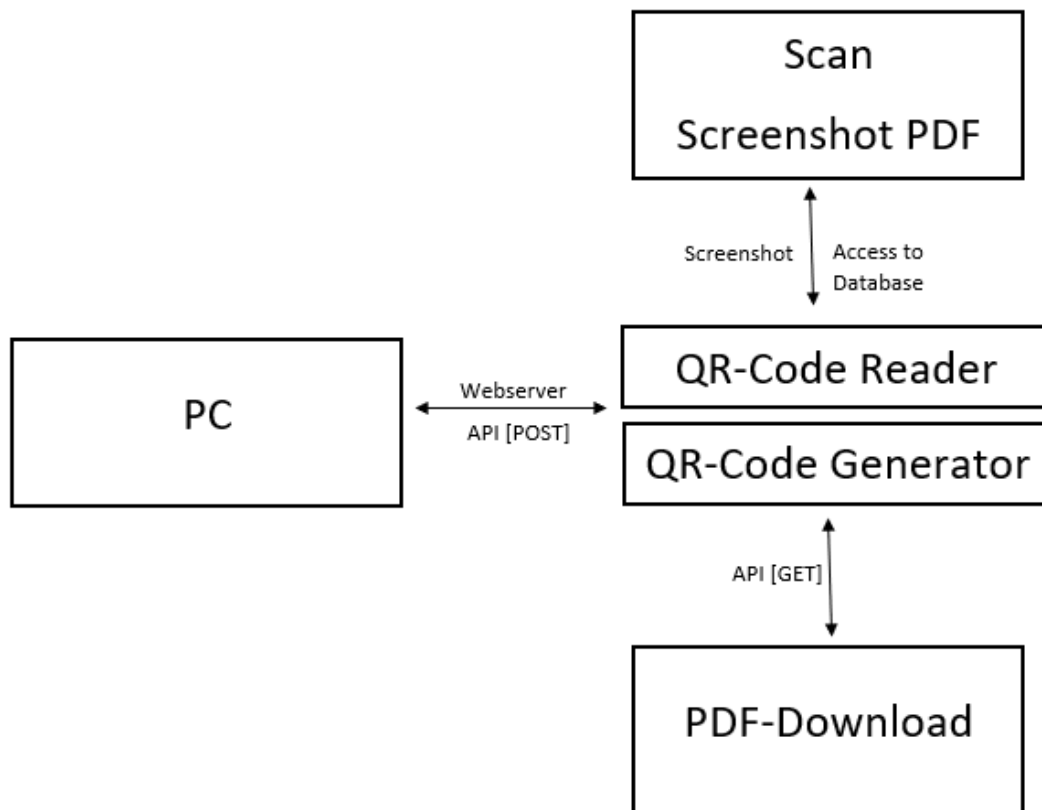 Scan
Screenshot PDF
Screenshot
Access to
Database
QR-Code Reader
PC
Webserver
API [POST]
QR-Code Generator
API [GET]
PDF-Download